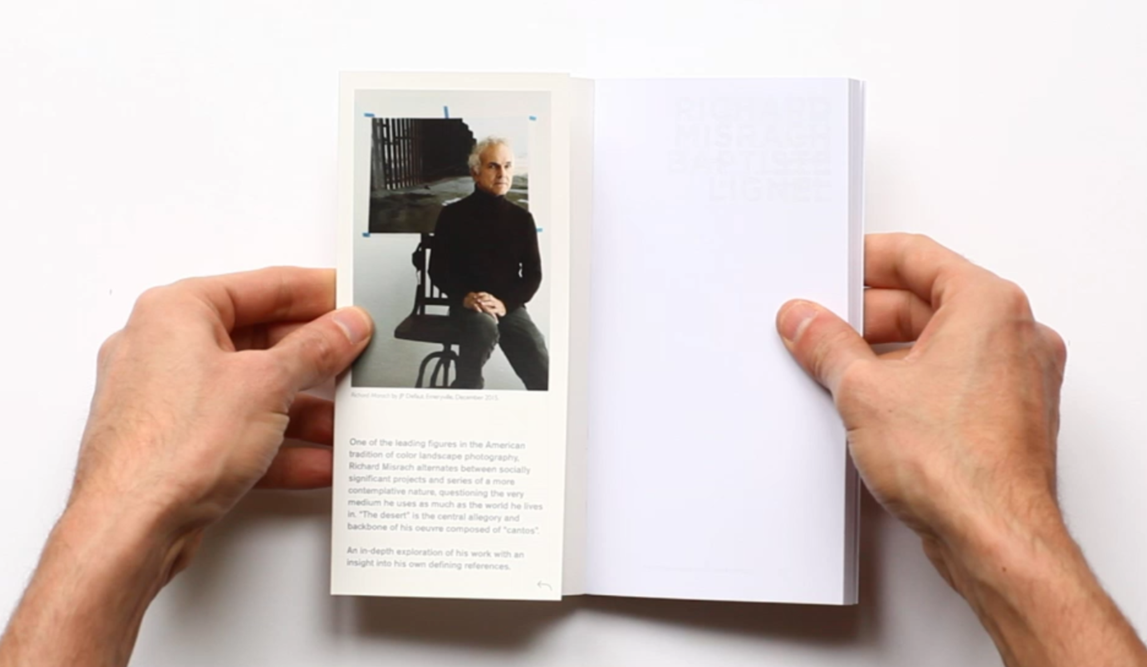 Richard Misrach by JP Defaut, Emeryville, December 2015.
One of the leading figures in the American
tradition of color landscape photography,
Richard Misrach alternates between socially
significant projects and series of a more
contemplative nature, questioning the very
medium he uses as much as the world he lives
in. "The desert" is the central allegory and
backbone of his oeuvre composed of "cantos".
An in-depth exploration of his work with an
insight into his own defining references.
RICHARD
MISRACH
BAPTISTE
LIGNEL